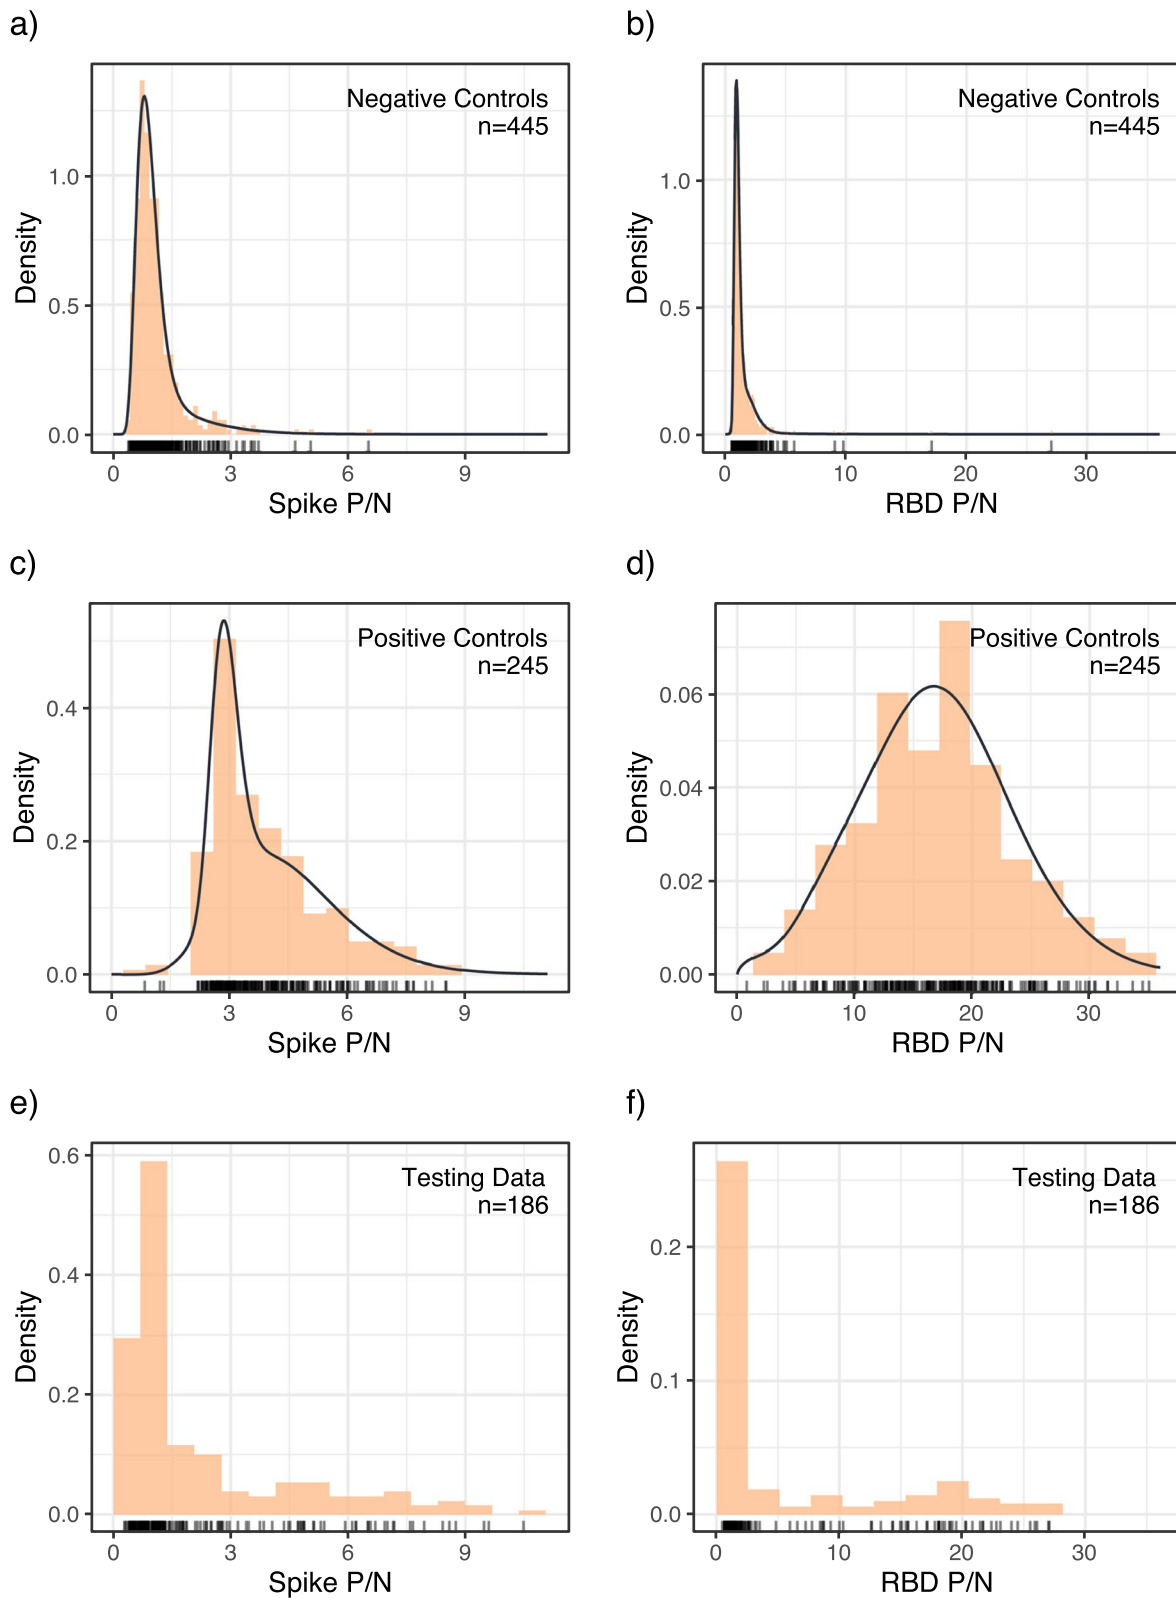 a)
Negative Controls
n=445
1.0
0.5
0.0
Density
0 3 6 9
Spike P/N
b)
Negative Controls
n=445
1.0
0.5
0.0
Density
0 10 20 30
RBD P/N
c)
Positive Controls
n=245
0.4
0.2
0.0
Density
0 3 6 9
Spike P/N
d)
Positive Controls
n=245
0.06
0.04
0.02
0.00
Density
0 10 20 30
RBD P/N
e)
Testing Data
n=186
0.6
0.4
0.2
0.0
Density
0 3 6 9
Spike P/N
f)
Testing Data
n=186
0.2
0.1
0.0
Density
0 10 20 30
RBD P/N